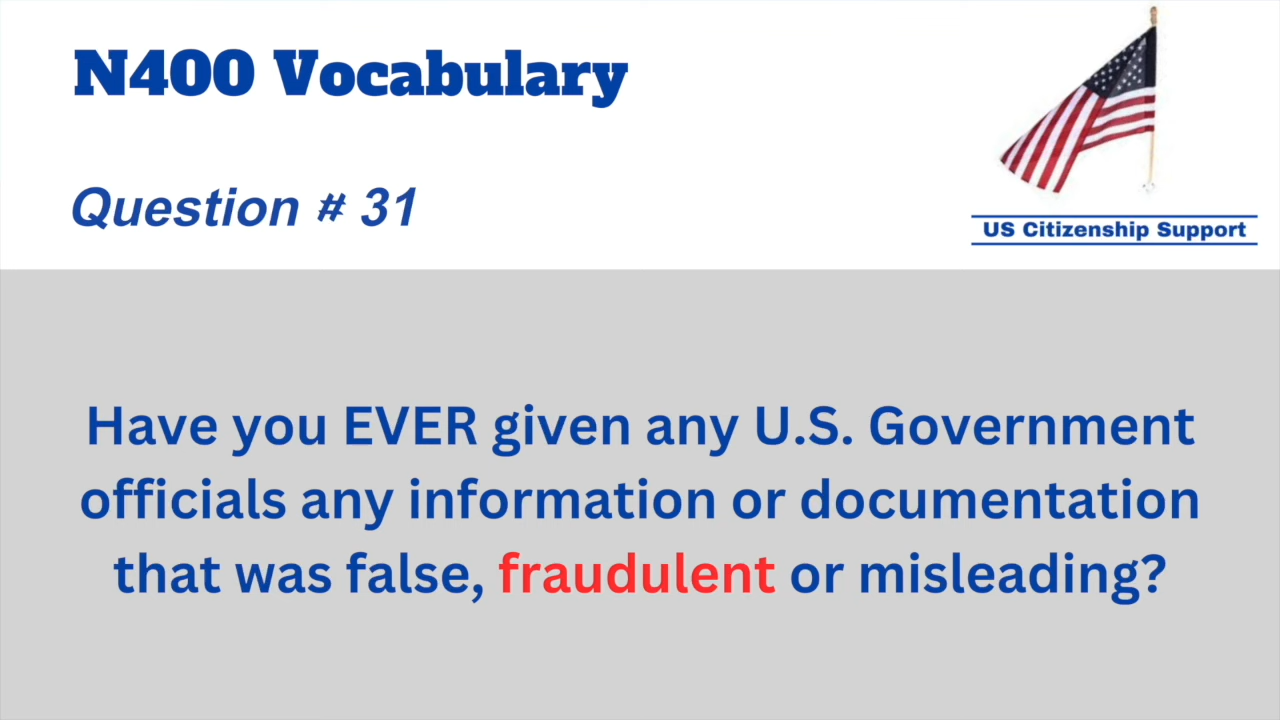 N400 Vocabulary
Question # 31
US Citizenship Support
Have you EVER given any U.S. Government
officials any information or documentation
that was false, fraudulent or misleading?